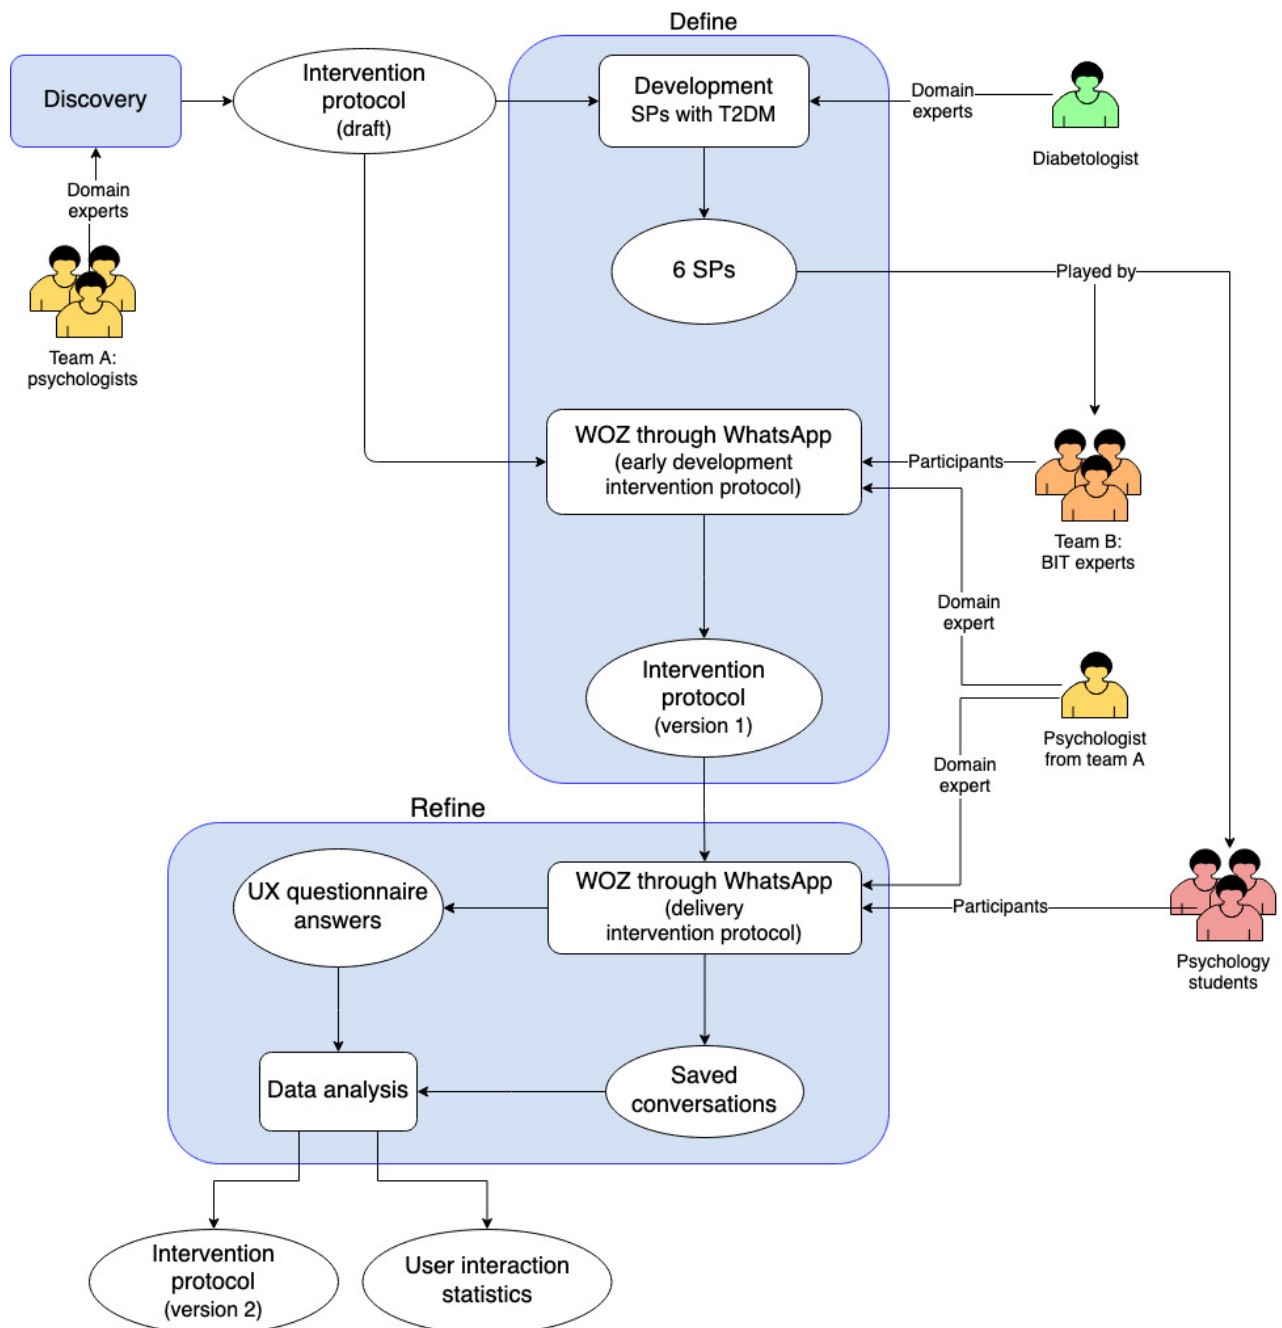 Define
Discovery
Intervention
protocol
(draft)
Development
SPs with T2DM
Domain
experts
Diabetologist
Domain
experts
Team A:
psychologists
6 SPs
Played by
WOZ through WhatsApp
(early development
intervention protocol)
Participants
Team B:
BIT experts
Domain
expert
Intervention
protocol
(version 1)
Psychologist
from team A
Domain
expert
Refine
UX questionnaire
answers
WOZ through WhatsApp
(delivery
intervention protocol)
Participants
Psychology
students
Data analysis
Saved
conversations
Intervention
protocol
(version 2)
User interaction
statistics